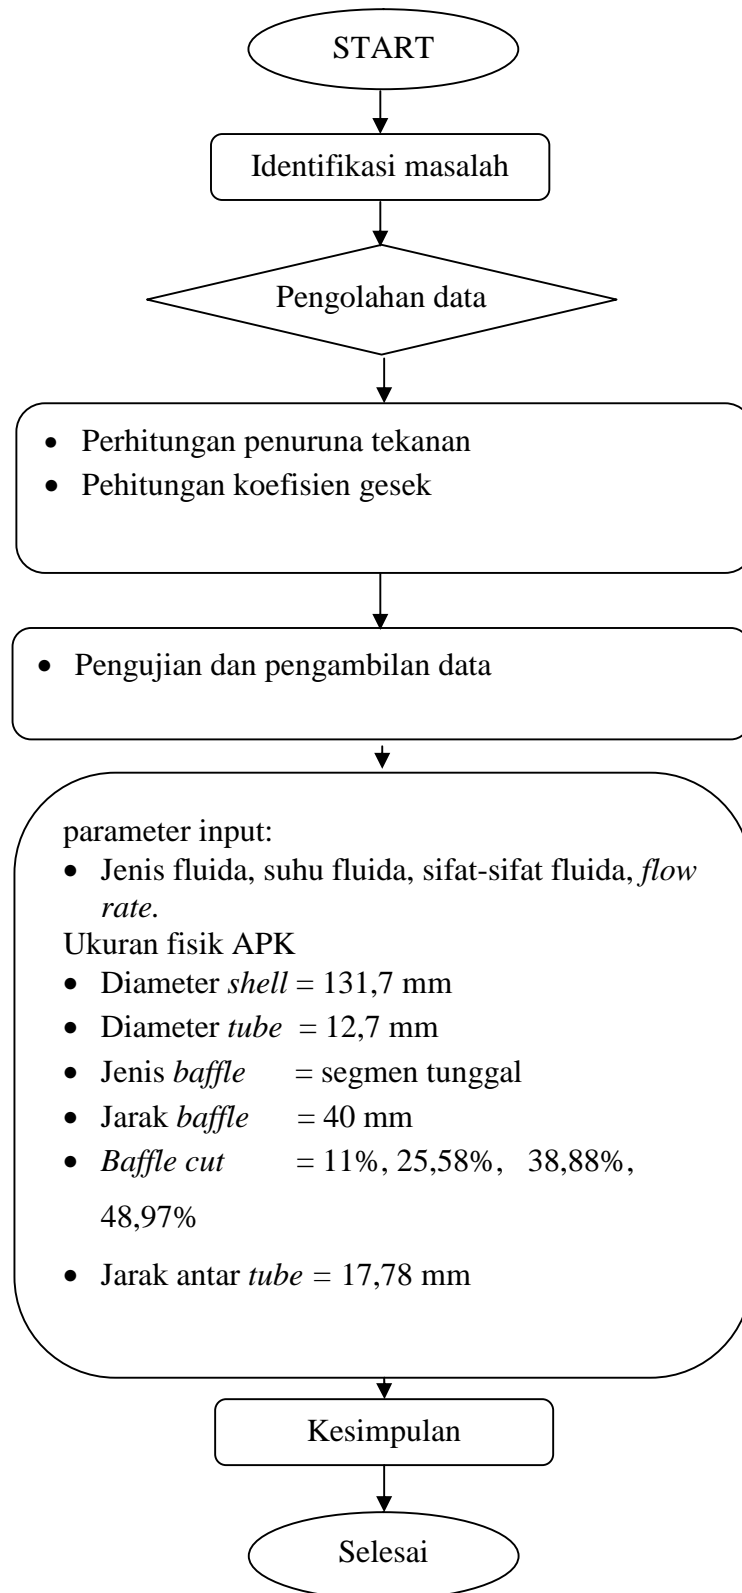 START
Identifikasi masalah
Pengolahan data
• Perhitungan penuruna tekanan
• Pehitungan koefisien gesek
• Pengujian dan pengambilan data
parameter input:
• Jenis fluida, suhu fluida, sifat-sifat fluida, flow
rate.
Ukuran fisik APK
• Diameter shell = 131,7 mm
• Diameter tube = 12,7 mm
• Jenis baffle = segmen tunggal
• Jarak baffle = 40 mm
• Baffle cut = 11%, 25,58%, 38,88%,
48,97%
• Jarak antar tube = 17,78 mm
Kesimpulan
Selesai